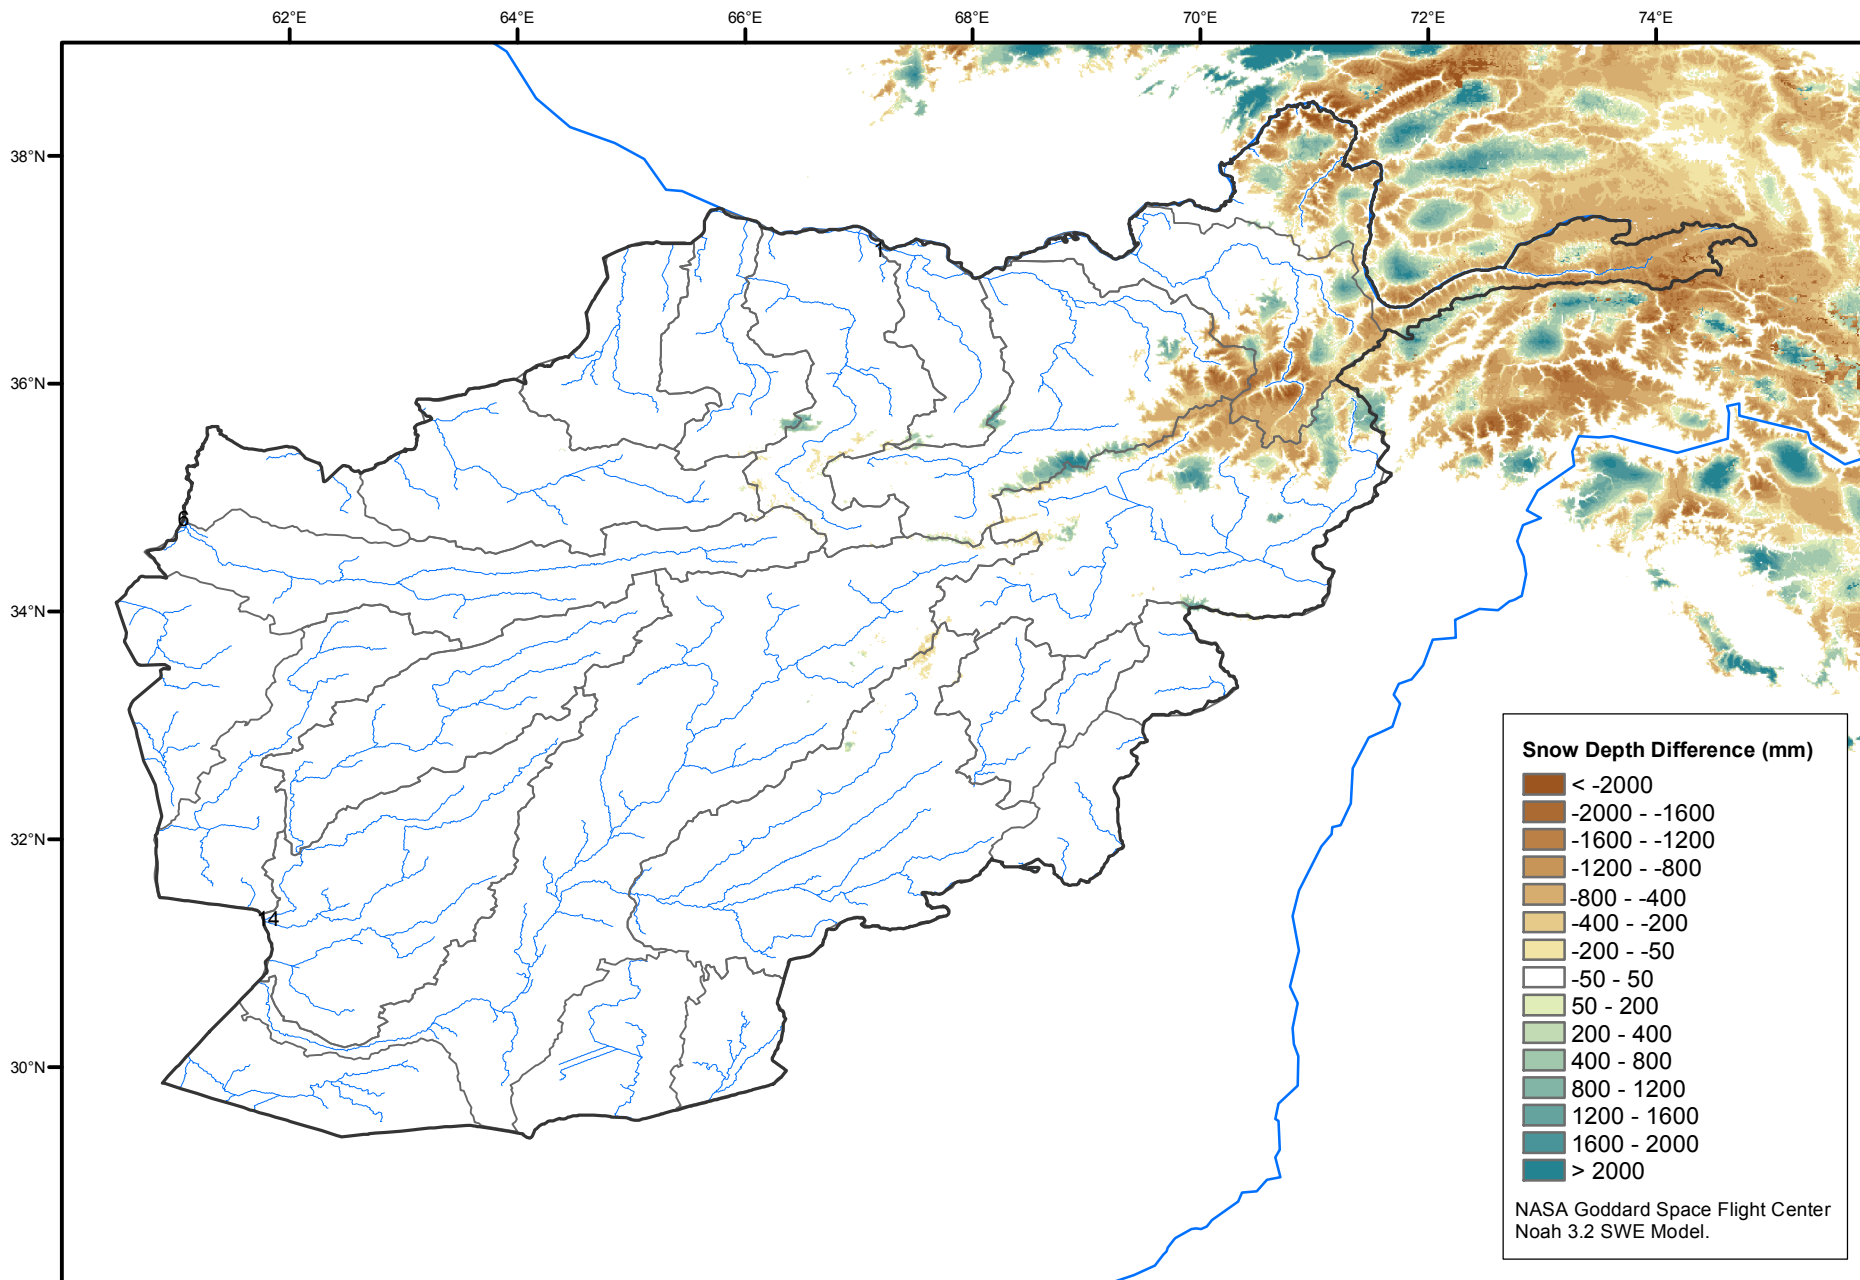 62°E 64°E 66°E 68°E 70°E 72°E 74°E
38°N
1
36°N
6
34°N
32°N
14
30°N
Snow Depth Difference (mm)
< -2000
-2000 - -1600
-1600 - -1200
-1200 - -800
-800 - -400
-400 - -200
-200 - -50
-50 - 50
50 - 200
200 - 400
400 - 800
800 - 1200
1200 - 1600
1600 - 2000
> 2000
NASA Goddard Space Flight Center
Noah 3.2 SWE Model.